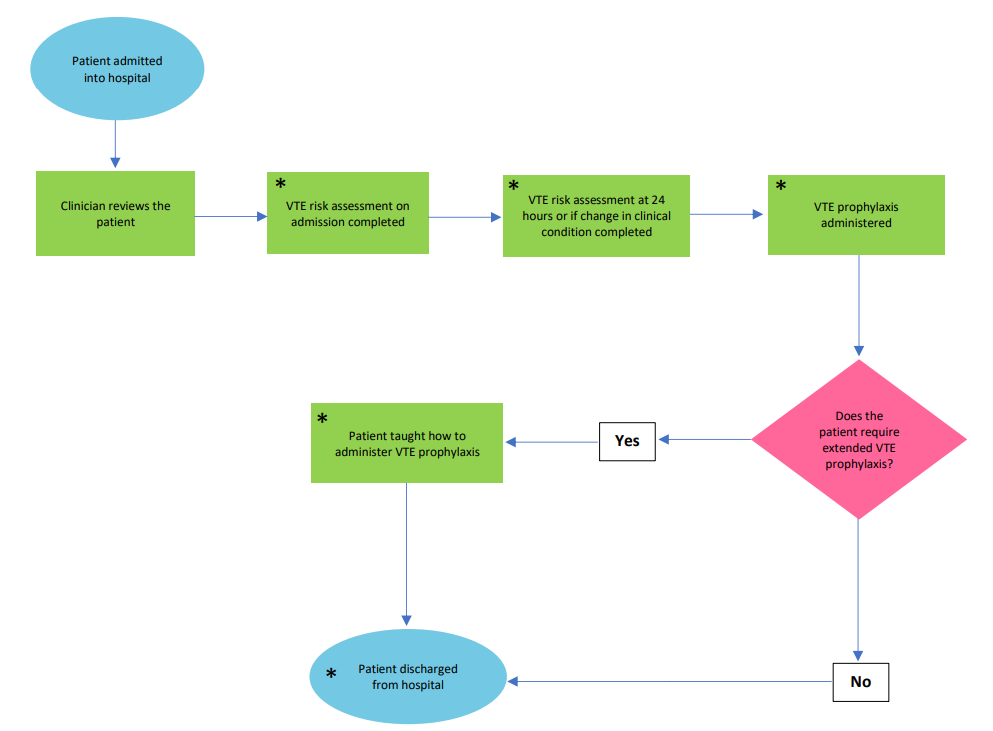 Patient admitted
into hospital
Clinician reviews the
patient
*
VTE risk assessment on
admission completed
*
VTE risk assessment at 24
hours or if change in clinical
condition completed
*
VTE prophylaxis
administered
Does the
patient require
extended VTE
prophylaxis?
Yes
*
Patient taught how to
administer VTE prophylaxis
No
*
Patient discharged
from hospital